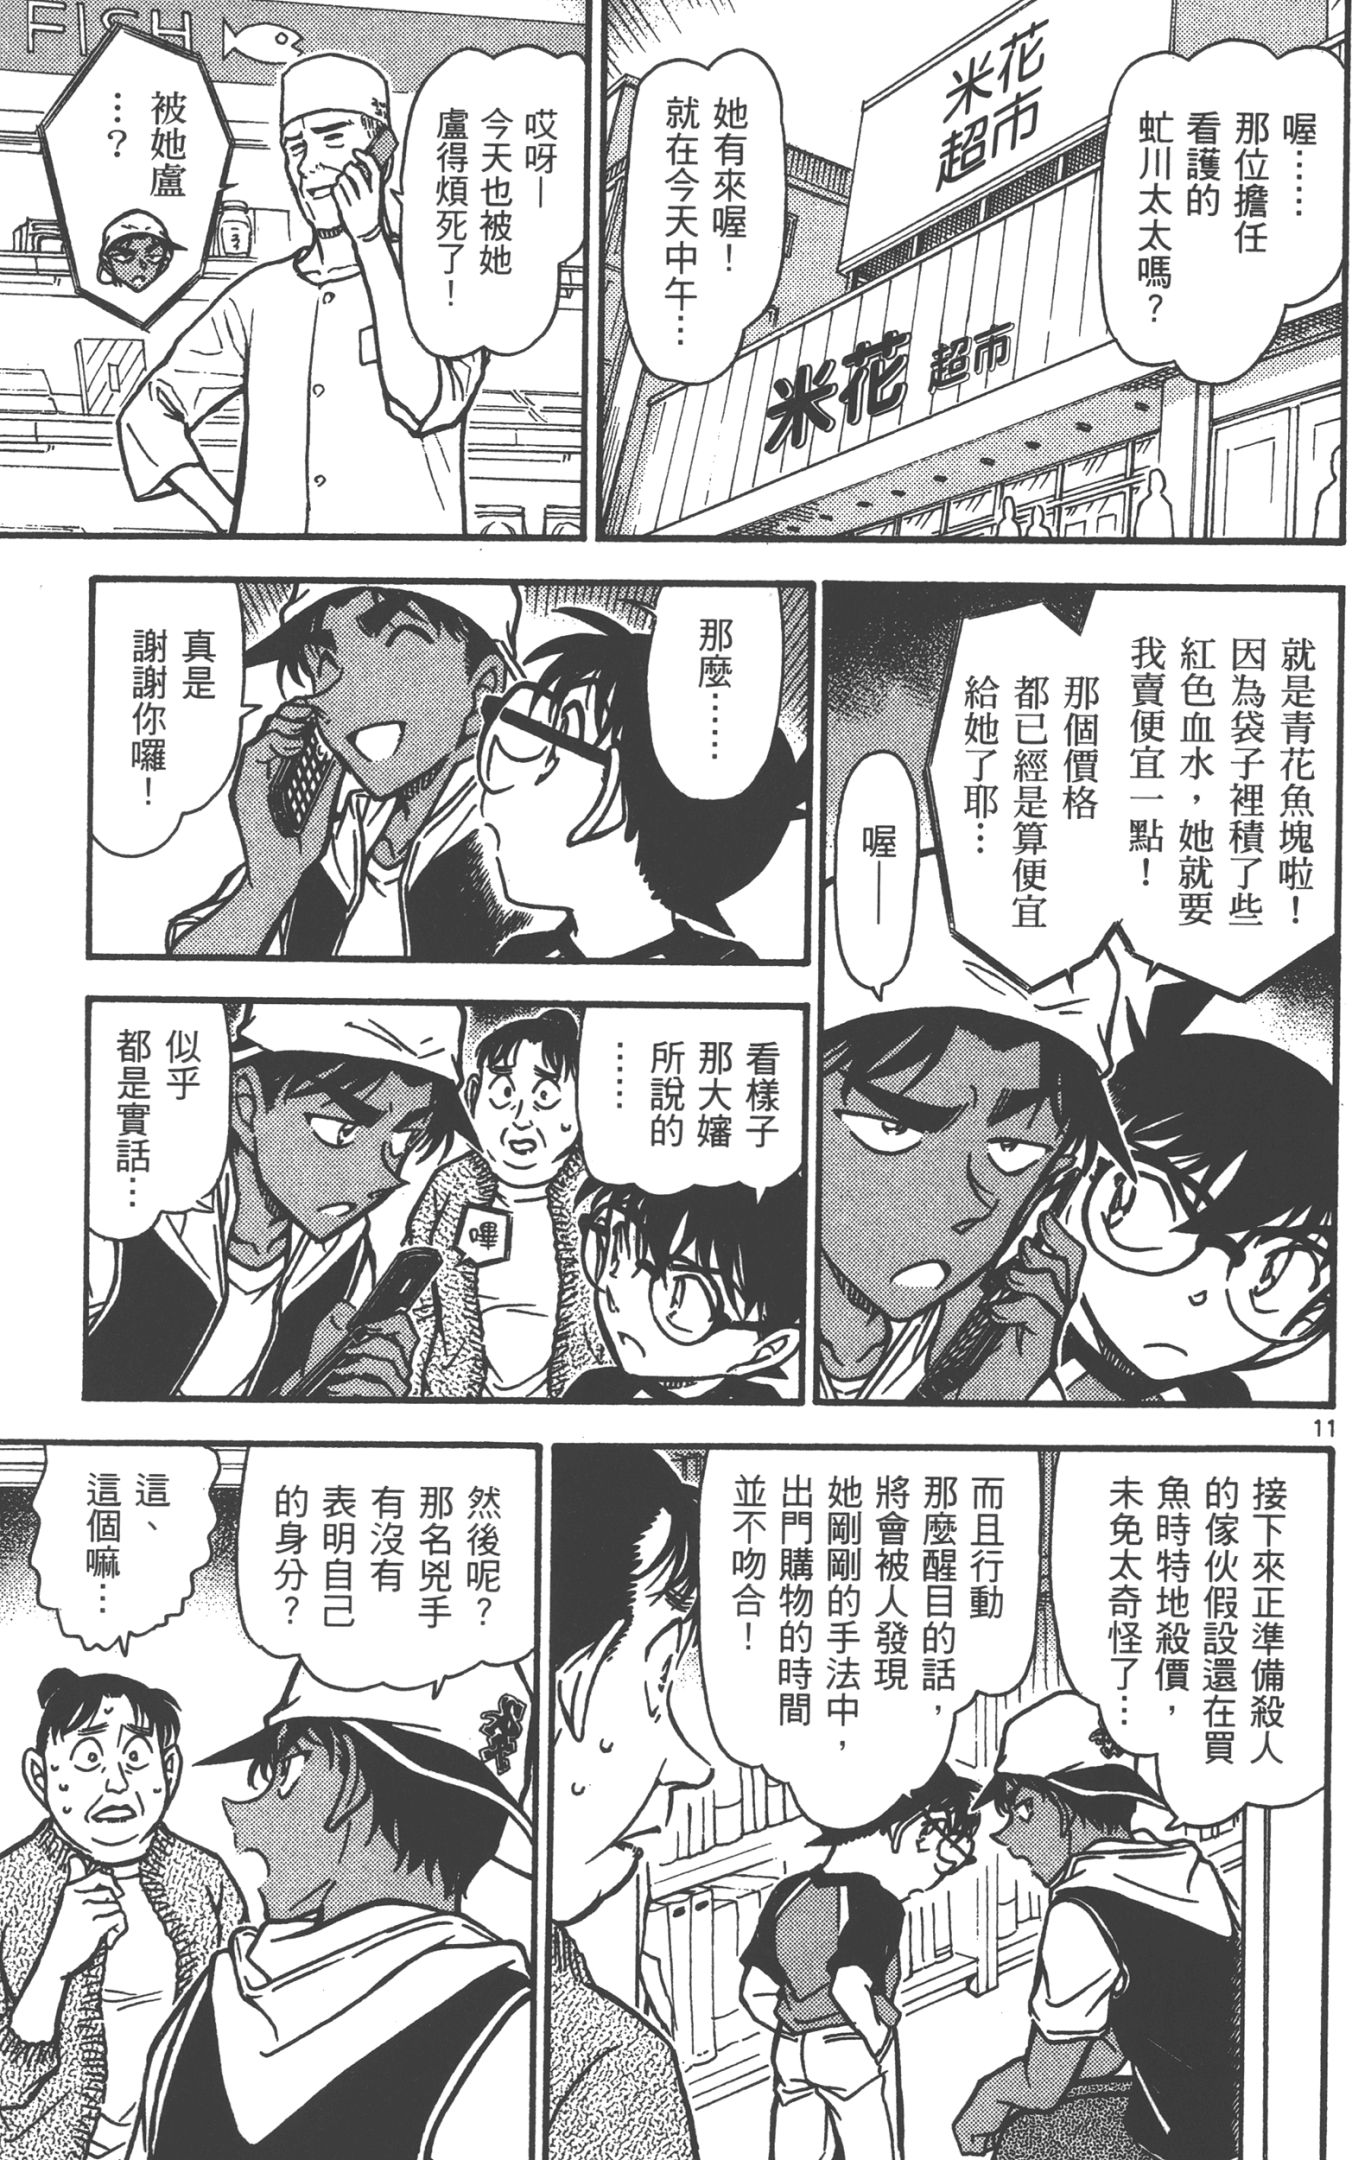 喔⋯⋯
那位擔任
看護的
虻川太太嗎？
米花
超市
米花超市
她有來喔！
就在今天中午⋯
哎呀—
今天也被她
盧得煩死了！
FISH
被她盧
⋯？
就是青花魚塊啦！
因為袋子裡積了些
紅色血水，她就要
我賣便宜一點！
那個價格
都已經是算便宜
給她了耶⋯
喔—
那麼⋯⋯
真是
謝謝你囉！
看樣子
那大嬸
所說的
⋯⋯
嗶
似乎
都是實話⋯
11
接下來正準備殺人
的傢伙假設還在買
魚時特地殺價，
未免太奇怪了⋯
而且行動
那麼醒目的話，
將會被人發現
她剛剛的手法中，
出門購物的時間
並不吻合！
然後呢？
那名兇手
有沒有
表明自己
的身分？
這、
這個嘛⋯